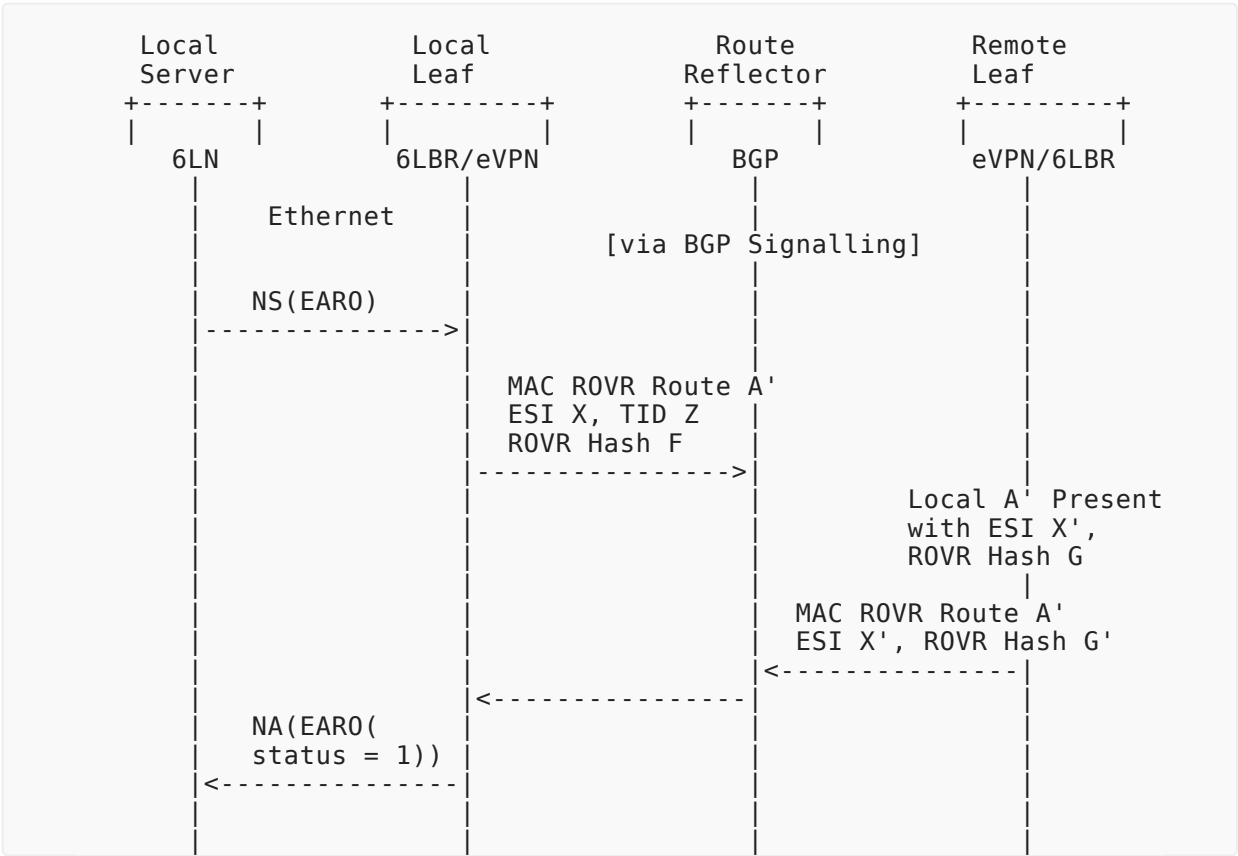 Local Local Route Remote
Server Leaf Reflector Leaf
+-------+ +---------+ +-------+ +---------+
| | | | | | | |
6LN 6LBR/eVPN BGP eVPN/6LBR
| | | |
| Ethernet | | |
| | [via BGP Signalling] |
| | | |
| NS(EARO) | | |
|--------------->| | |
| | | |
| | MAC ROVR Route A' |
| | ESI X, TID Z | |
| | ROVR Hash F | |
| |---------------->| |
| | | Local A' Present
| | | with ESI X',
| | | ROVR Hash G
| | | |
| | | MAC ROVR Route A'
| | | ESI X', ROVR Hash G'
| | |<---------------|
| |<----------------| |
| NA(EARO( | | |
| status = 1)) | | |
|<---------------| | |
| | | |
| | | |